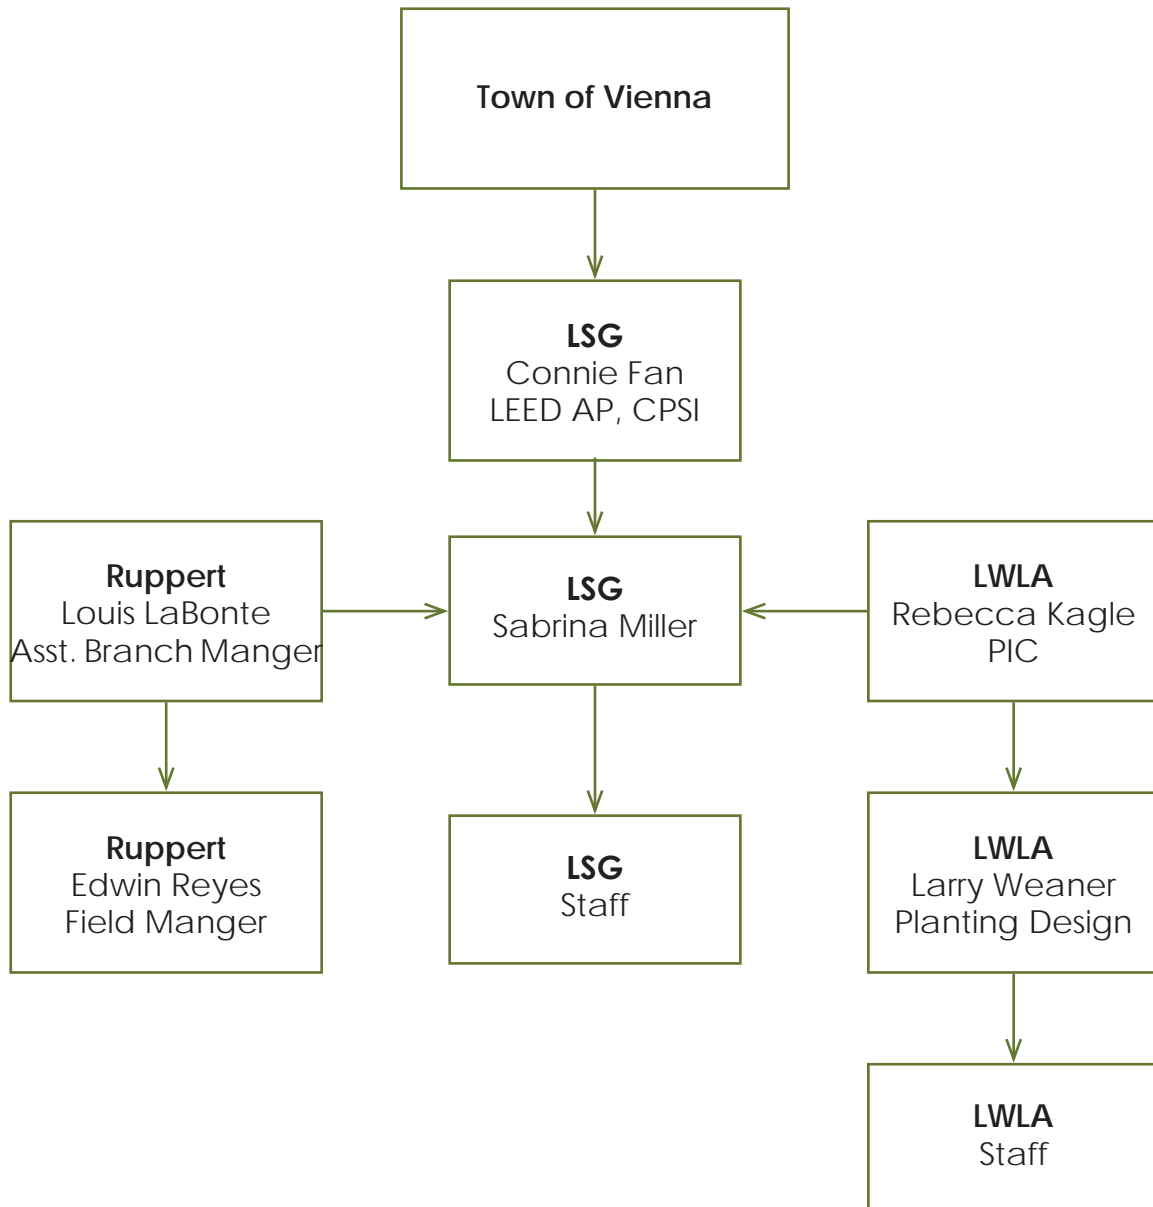 Town of Vienna
LSG
Connie Fan
LEED AP, CPSI
Ruppert
Louis LaBonte
Asst. Branch Manger
LSG
Sabrina Miller
LWLA
Rebecca Kagle
PIC
Ruppert
Edwin Reyes
Field Manger
LSG
Staff
LWLA
Larry Weaner
Planting Design
LWLA
Staff